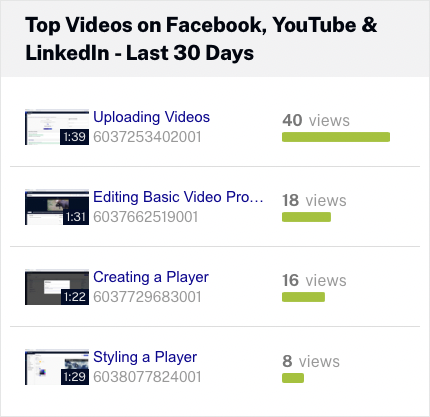 Top Videos on Facebook, YouTube &
LinkedIn - Last 30 Days
Uploading Videos
40 views
1:39
6037253402001
Editing Basic Video Pro...
18 views
1:31
6037662519001
Creating a Player
16 views
1:22
6037729683001
Styling a Player
8 views
1:29
6038077824001